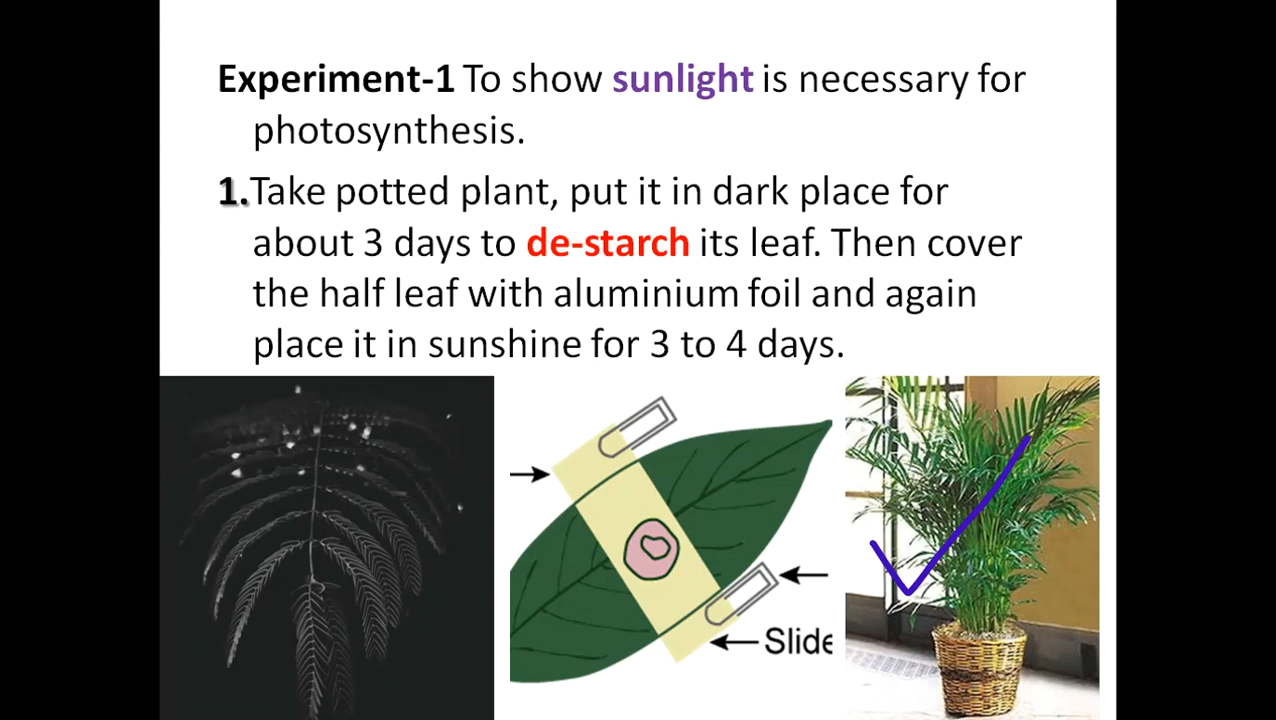 Experiment-1 To show sunlight is necessary for
photosynthesis.
1.Take potted plant, put it in dark place for
about 3 days to de-starch its leaf. Then cover
the half leaf with aluminium foil and again
place it in sunshine for 3 to 4 days.
Slide